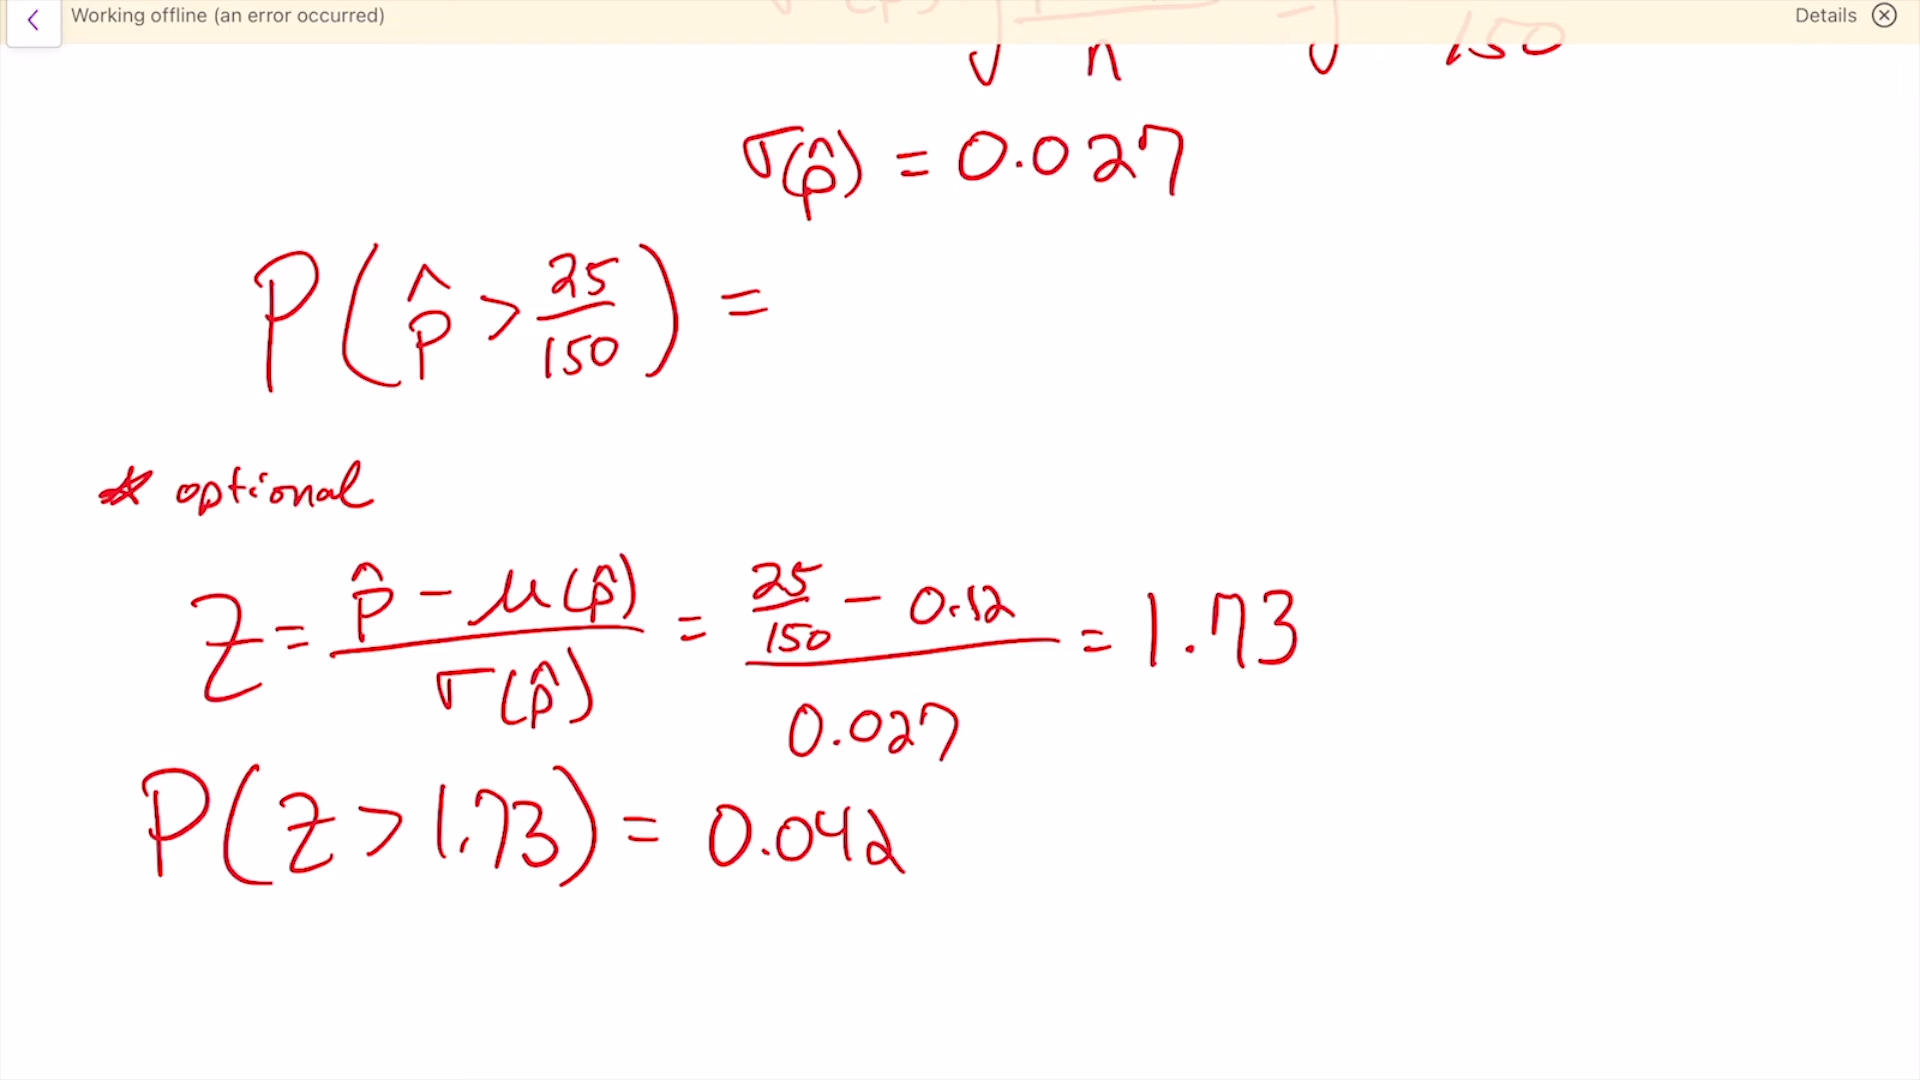 Working offline (an error occurred) Details
n 150
σ(p̂) = 0.027
P(p̂ > 25/150) =
* optional
Z = (p̂ - μ(p̂))/σ(p̂) = (25/150 - 0.12)/0.027 = 1.73
P(Z > 1.73) = 0.042